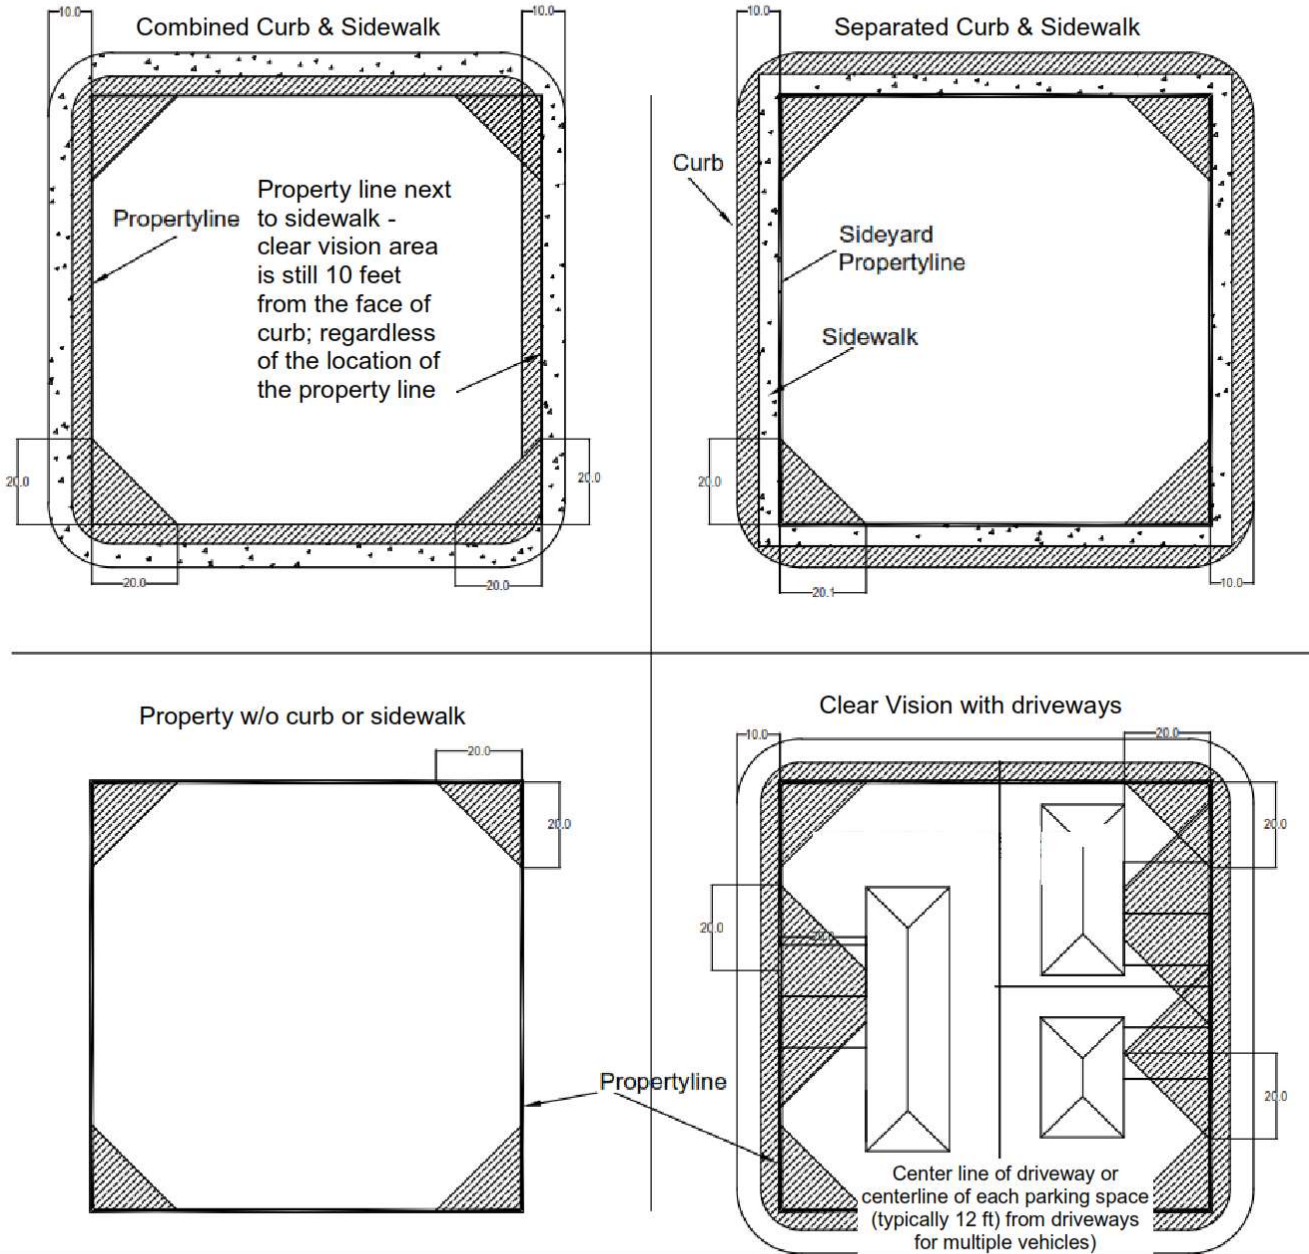 10.0
Combined Curb & Sidewalk
10.0
Propertyline
Property line next
to sidewalk -
clear vision area
is still 10 feet
from the face of
curb; regardless
of the location of
the property line
20.0
20.0
20.0
20.0
10.0
Separated Curb & Sidewalk
Curb
Sideyard
Propertyline
Sidewalk
20.0
20.1
10.0
Property w/o curb or sidewalk
20.0
20.0
Propertyline
Clear Vision with driveways
10.0
20.0
20.0
20.0
20.0
20.0
Center line of driveway or
centerline of each parking space
(typically 12 ft) from driveways
for multiple vehicles)